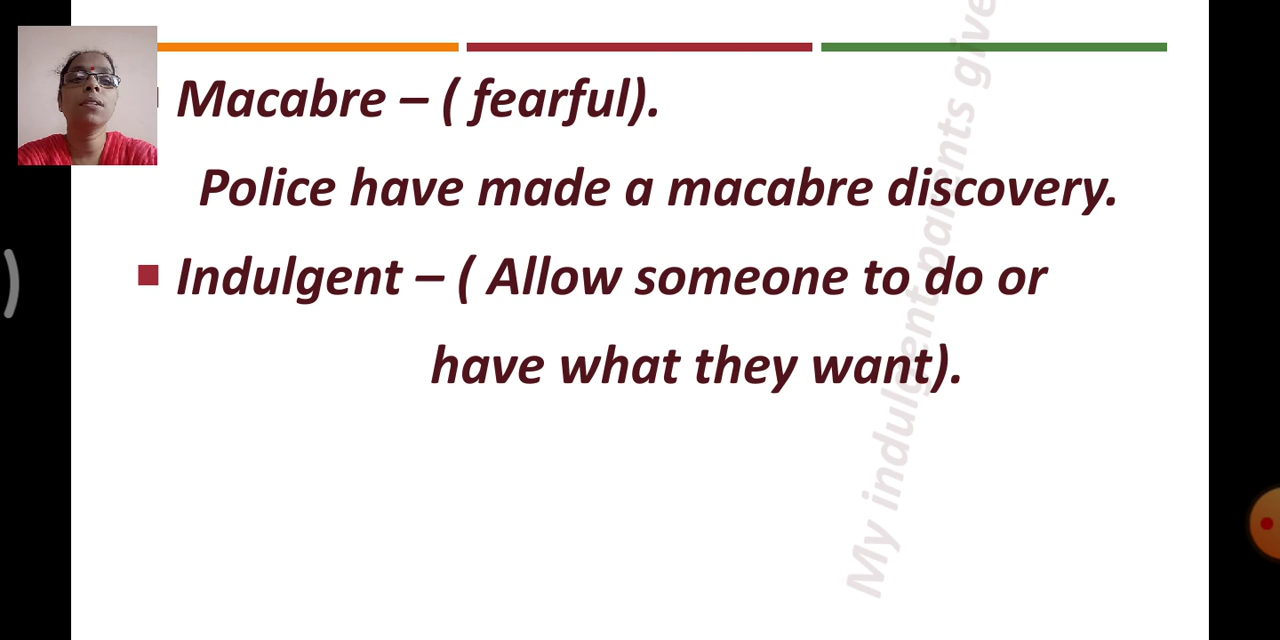 Macabre – ( fearful).
Police have made a macabre discovery.
Indulgent – ( Allow someone to do or
have what they want).
My indulgent parents give